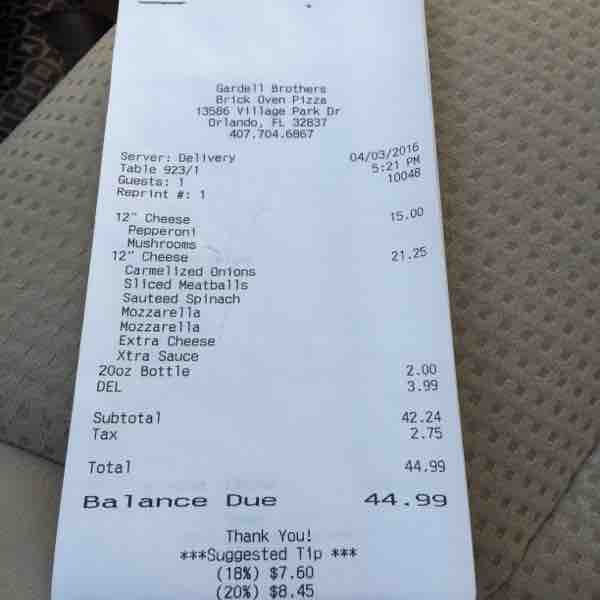 Gardell Brothers
Brick Oven Pizza
13586 Village Park Dr
Orlando, FL 32837
407.704.6867
Server: Delivery 04/03/2016
Table 923/1 5:21 PM
Guests: 1 10048
Reprint #: 1
12" Cheese 15.00
Pepperoni
Mushrooms
12" Cheese 21.25
Carmelized Onions
Sliced Meatballs
Sauteed Spinach
Mozzarella
Mozzarella
Extra Cheese
Xtra Sauce
20oz Bottle 2.00
DEL 3.99
Subtotal 42.24
Tax 2.75
Total 44.99
Balance Due 44.99
Thank You!
***Suggested Tip ***
(18%) $7.60
(20%) $8.45